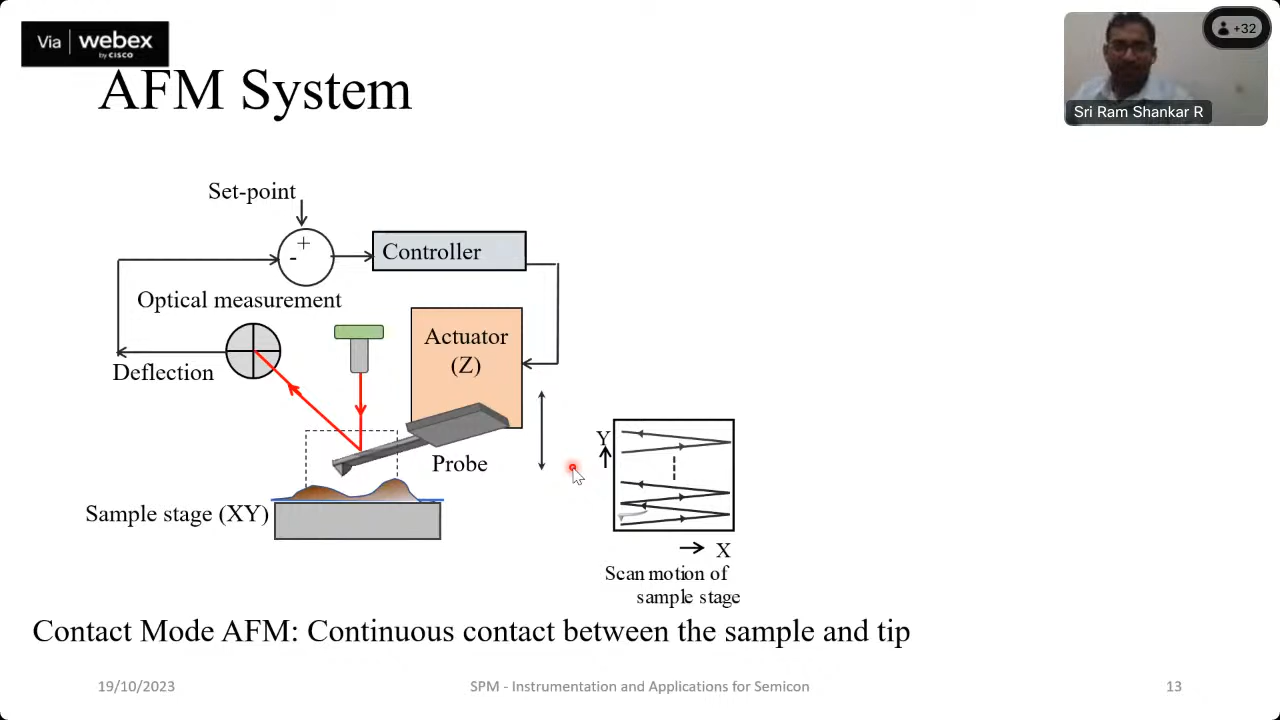 Via webex
by CISCO
+32
Sri Ram Shankar R
AFM System
Set-point
+
-
Controller
Optical measurement
Actuator
(Z)
Deflection
Probe
Y
Sample stage (XY)
X
Scan motion of
sample stage
Contact Mode AFM: Continuous contact between the sample and tip
19/10/2023
SPM - Instrumentation and Applications for Semicon
13